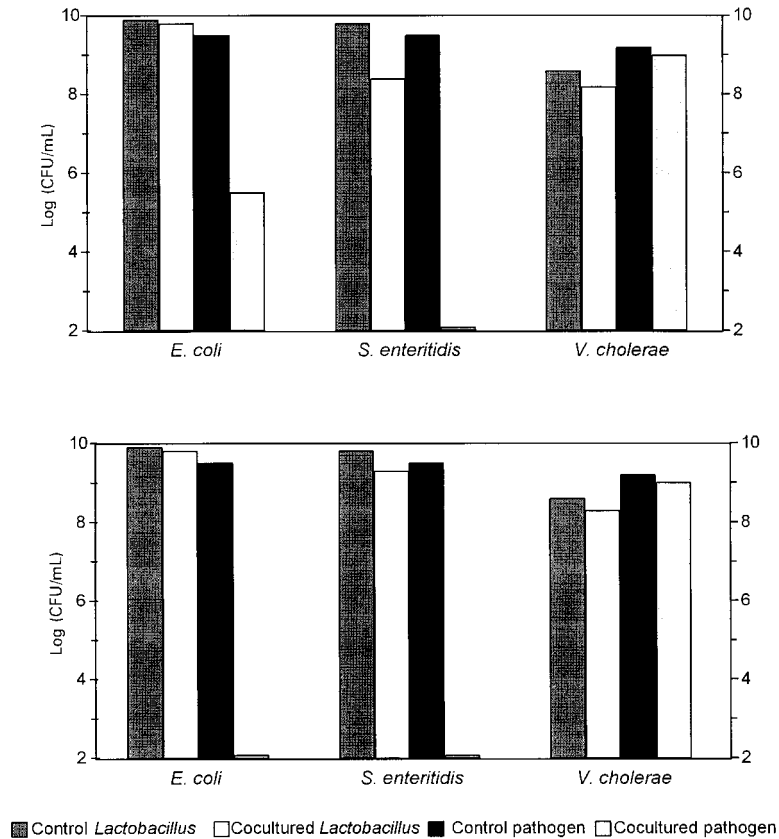 10 10
8 8
6 6
4 4
2 2
Log (CFU/mL)
E. coli S. enteritidis V. cholerae
10 10
8 8
6 6
4 4
2 2
Log (CFU/mL)
E. coli S. enteritidis V. cholerae
Control Lactobacillus Cocultured Lactobacillus Control pathogen Cocultured pathogen